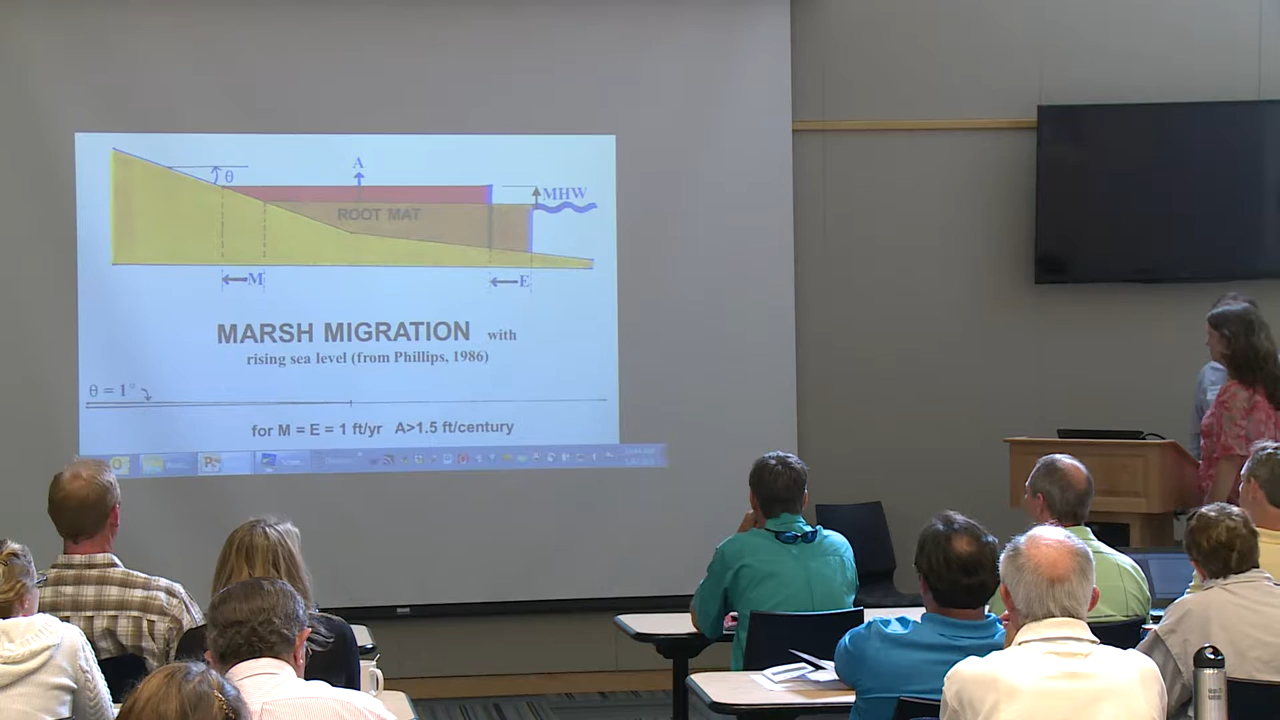 A
θ
MHW
ROOT MAT
M
E
MARSH MIGRATION with
rising sea level (from Phillips, 1986)
θ = 1°
for M = E = 1 ft/yr A>1.5 ft/century